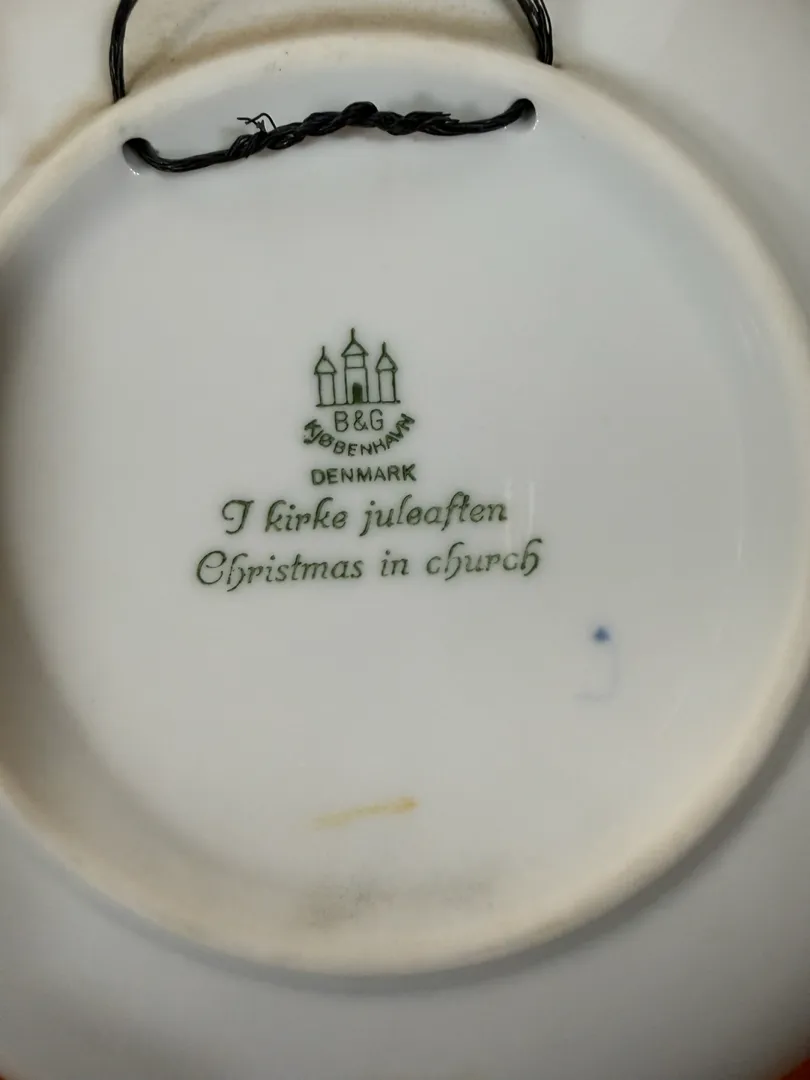 B&G
KJØBENHAVN
DENMARK
I kirke juleaften
Christmas in church